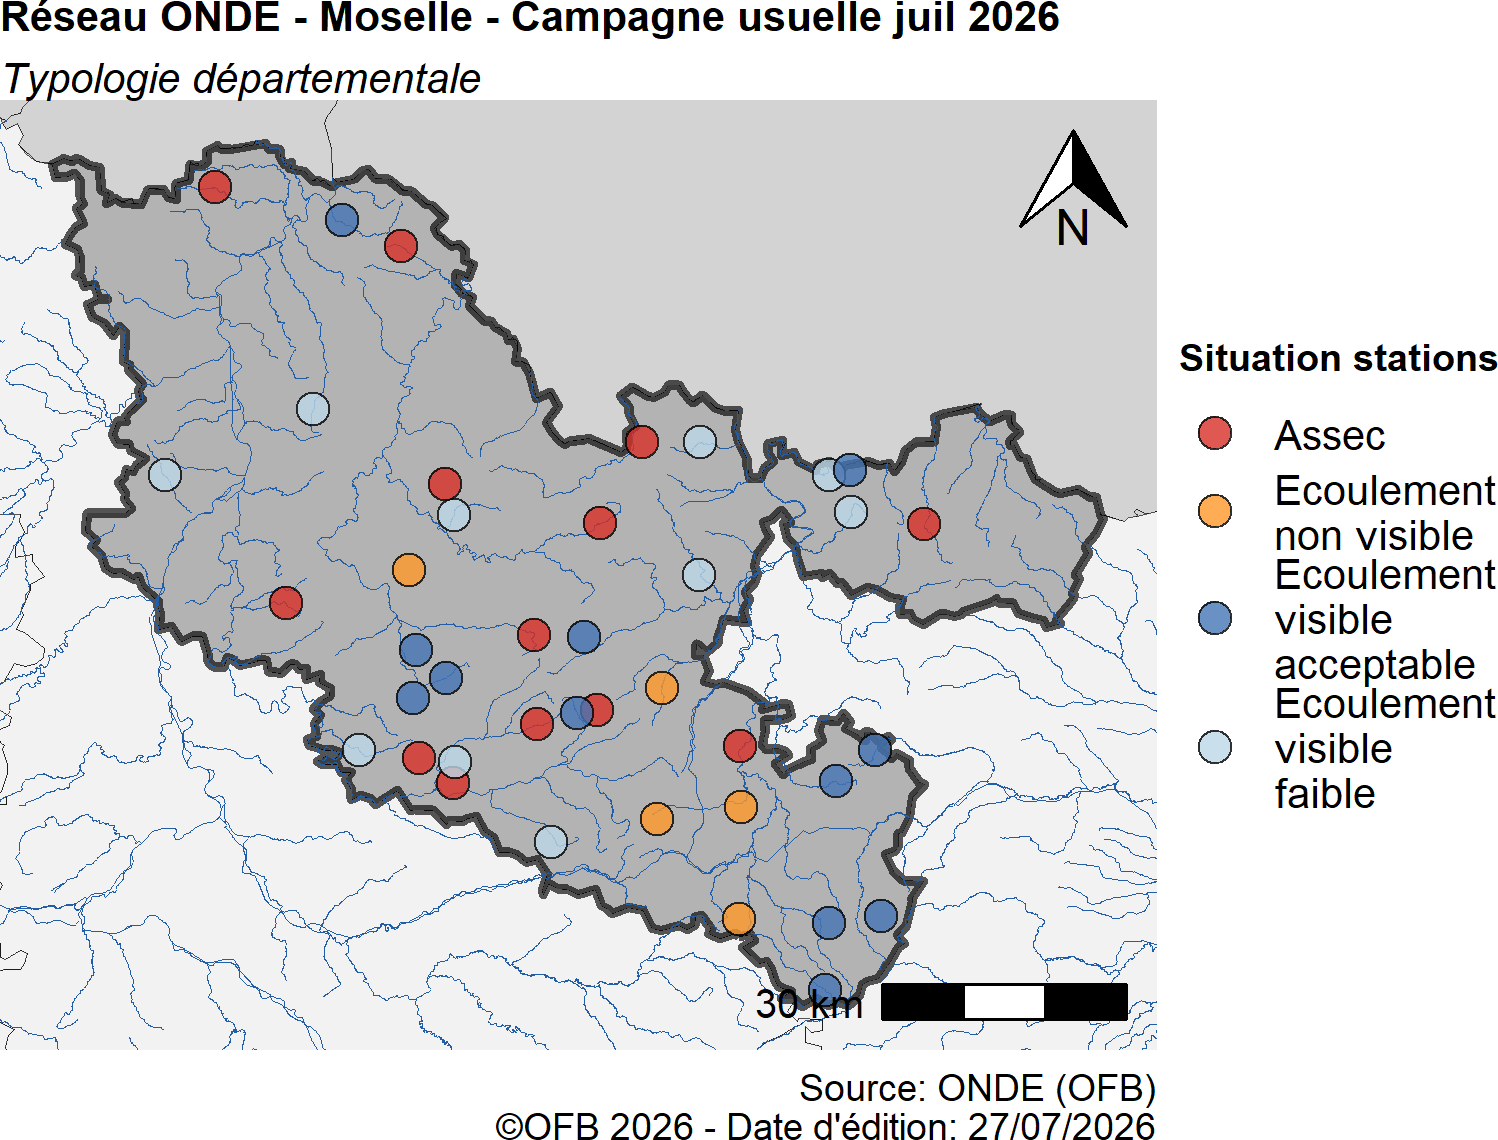 Réseau ONDE - Moselle - Campagne usuelle juil 2026
Typologie départementale
N
Situation stations
Assec
Ecoulement
non visible
Ecoulement
visible
acceptable
Ecoulement
visible
faible
30 km
Source: ONDE (OFB)
©OFB 2026 - Date d'édition: 27/07/2026